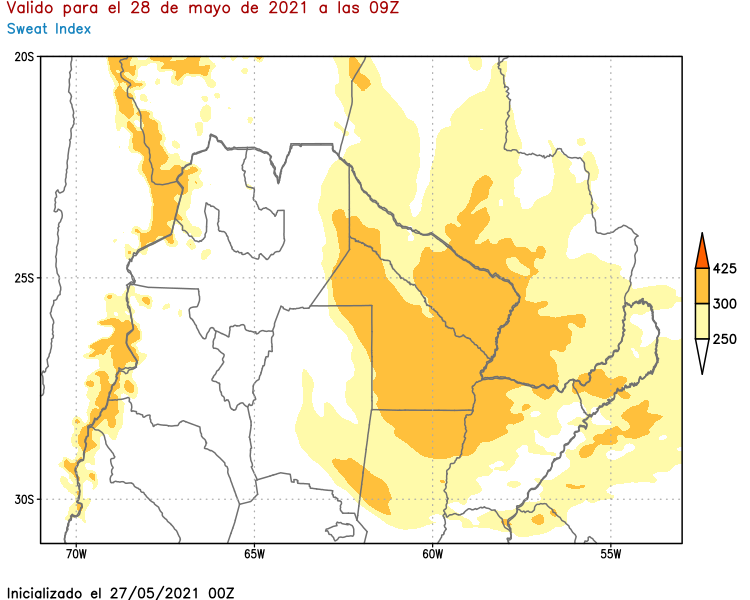 Valido para el 28 de mayo de 2021 a las 09Z
Sweat Index
20S
25S
30S
70W
65W
60W
55W
425
300
250
Inicializado el 27/05/2021 00Z